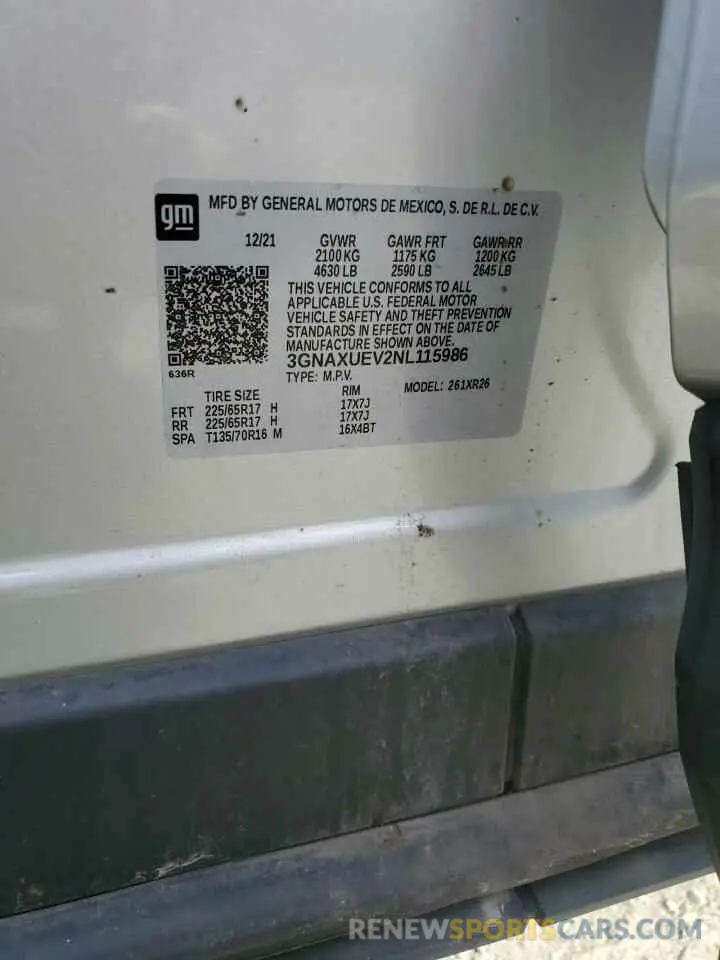 gm MFD BY GENERAL MOTORS DE MEXICO, S. DE R.L. DE C.V.
12/21 GVWR GAWR FRT GAWR RR
2100 KG 1175 KG 1200 KG
4630 LB 2590 LB 2645 LB
THIS VEHICLE CONFORMS TO ALL
APPLICABLE U.S. FEDERAL MOTOR
VEHICLE SAFETY AND THEFT PREVENTION
STANDARDS IN EFFECT ON THE DATE OF
MANUFACTURE SHOWN ABOVE.
3GNAXUEV2NL115986
636R
TYPE: M.P.V. MODEL: 261XR26
TIRE SIZE RIM
FRT 225/65R17 H 17X7J
RR 225/65R17 H 17X7J
SPA T135/70R16 M 16X4BT
RENEWSPORTSCARS.COM